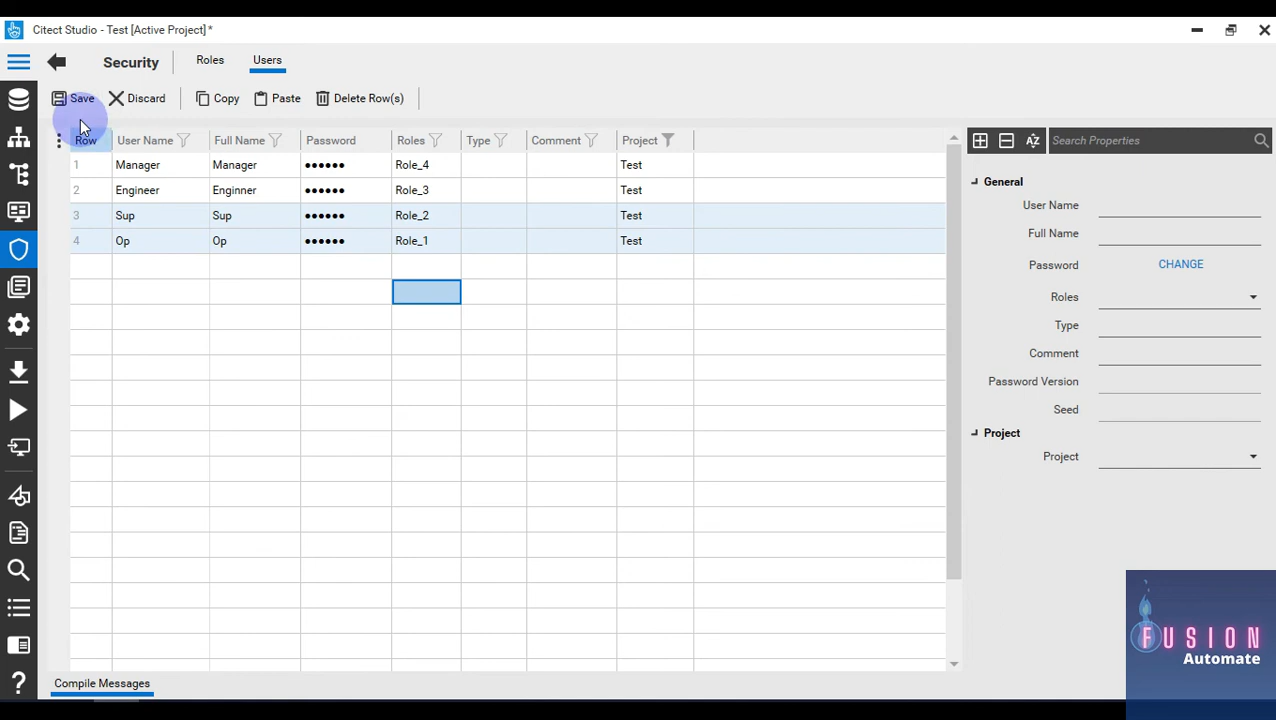 Citect Studio - Test [Active Project]*
Security Roles Users
Save Discard Copy Paste Delete Row(s)
Row User Name Full Name Password Roles Type Comment Project
1 Manager Manager •••••• Role_4 Test
2 Engineer Enginner •••••• Role_3 Test
3 Sup Sup •••••• Role_2 Test
4 Op Op •••••• Role_1 Test
Search Properties
General
User Name
Full Name
Password CHANGE
Roles
Type
Comment
Password Version
Seed
Project
Project
Compile Messages
FUSION
Automate